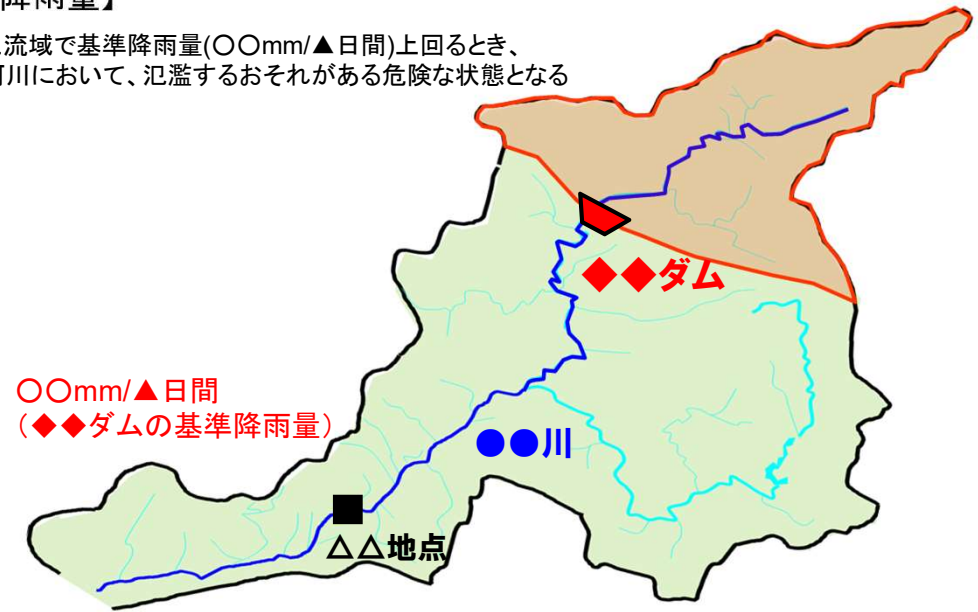 降雨量】
流域で基準降雨量(〇〇mm/▲日間)上回るとき、
河川において、氾濫するおそれがある危険な状態となる
◆◆ダム
〇〇mm/▲日間
(◆◆ダムの基準降雨量)
●●川
△△地点